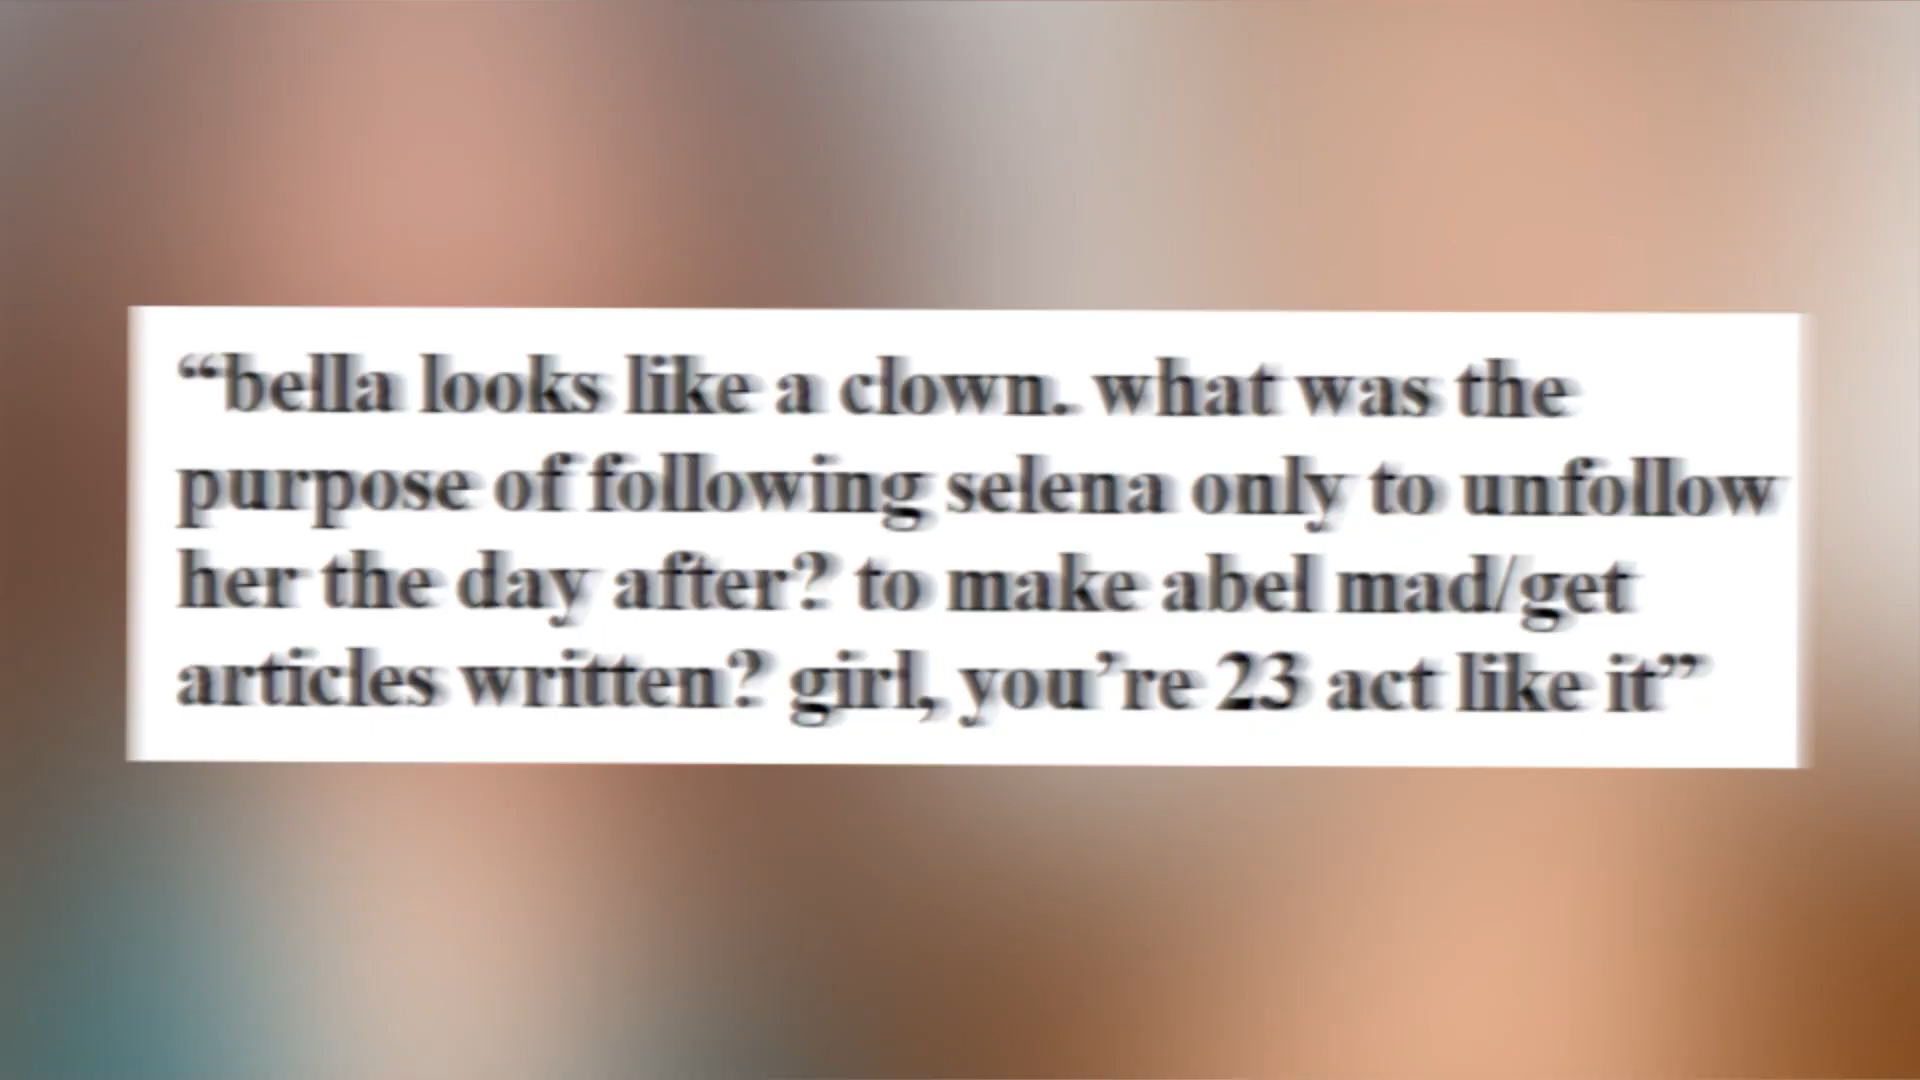 “bella looks like a clown. what was the
purpose of following selena only to unfollow
her the day after? to make abel mad/get
articles written? girl, you’re 23 act like it”